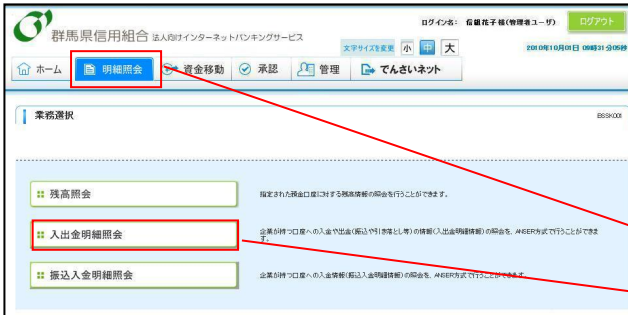 ログイン名： 信組花子様(管理者ユーザ) ログアウト
群馬県信用組合 法人向けインターネットバンキングサービス
文字サイズを変更 小 中 大 2010年10月01日 09時31分05秒
ホーム 明細照会 資金移動 承認 管理 でんさいネット
業務選択 BSSK001
残高照会 指定された預金口座に対する残高情報の照会を行うことができます。
入出金明細照会 企業が持つ口座への入金や出金(振込や引き落とし等)の情報(入出金明細情報)の照会を、ANSER方式で行うことができま
す。
振込入金明細照会 企業が持つ口座への入金情報(振込入金明細情報)の照会を、ANSER方式で行うことができます。